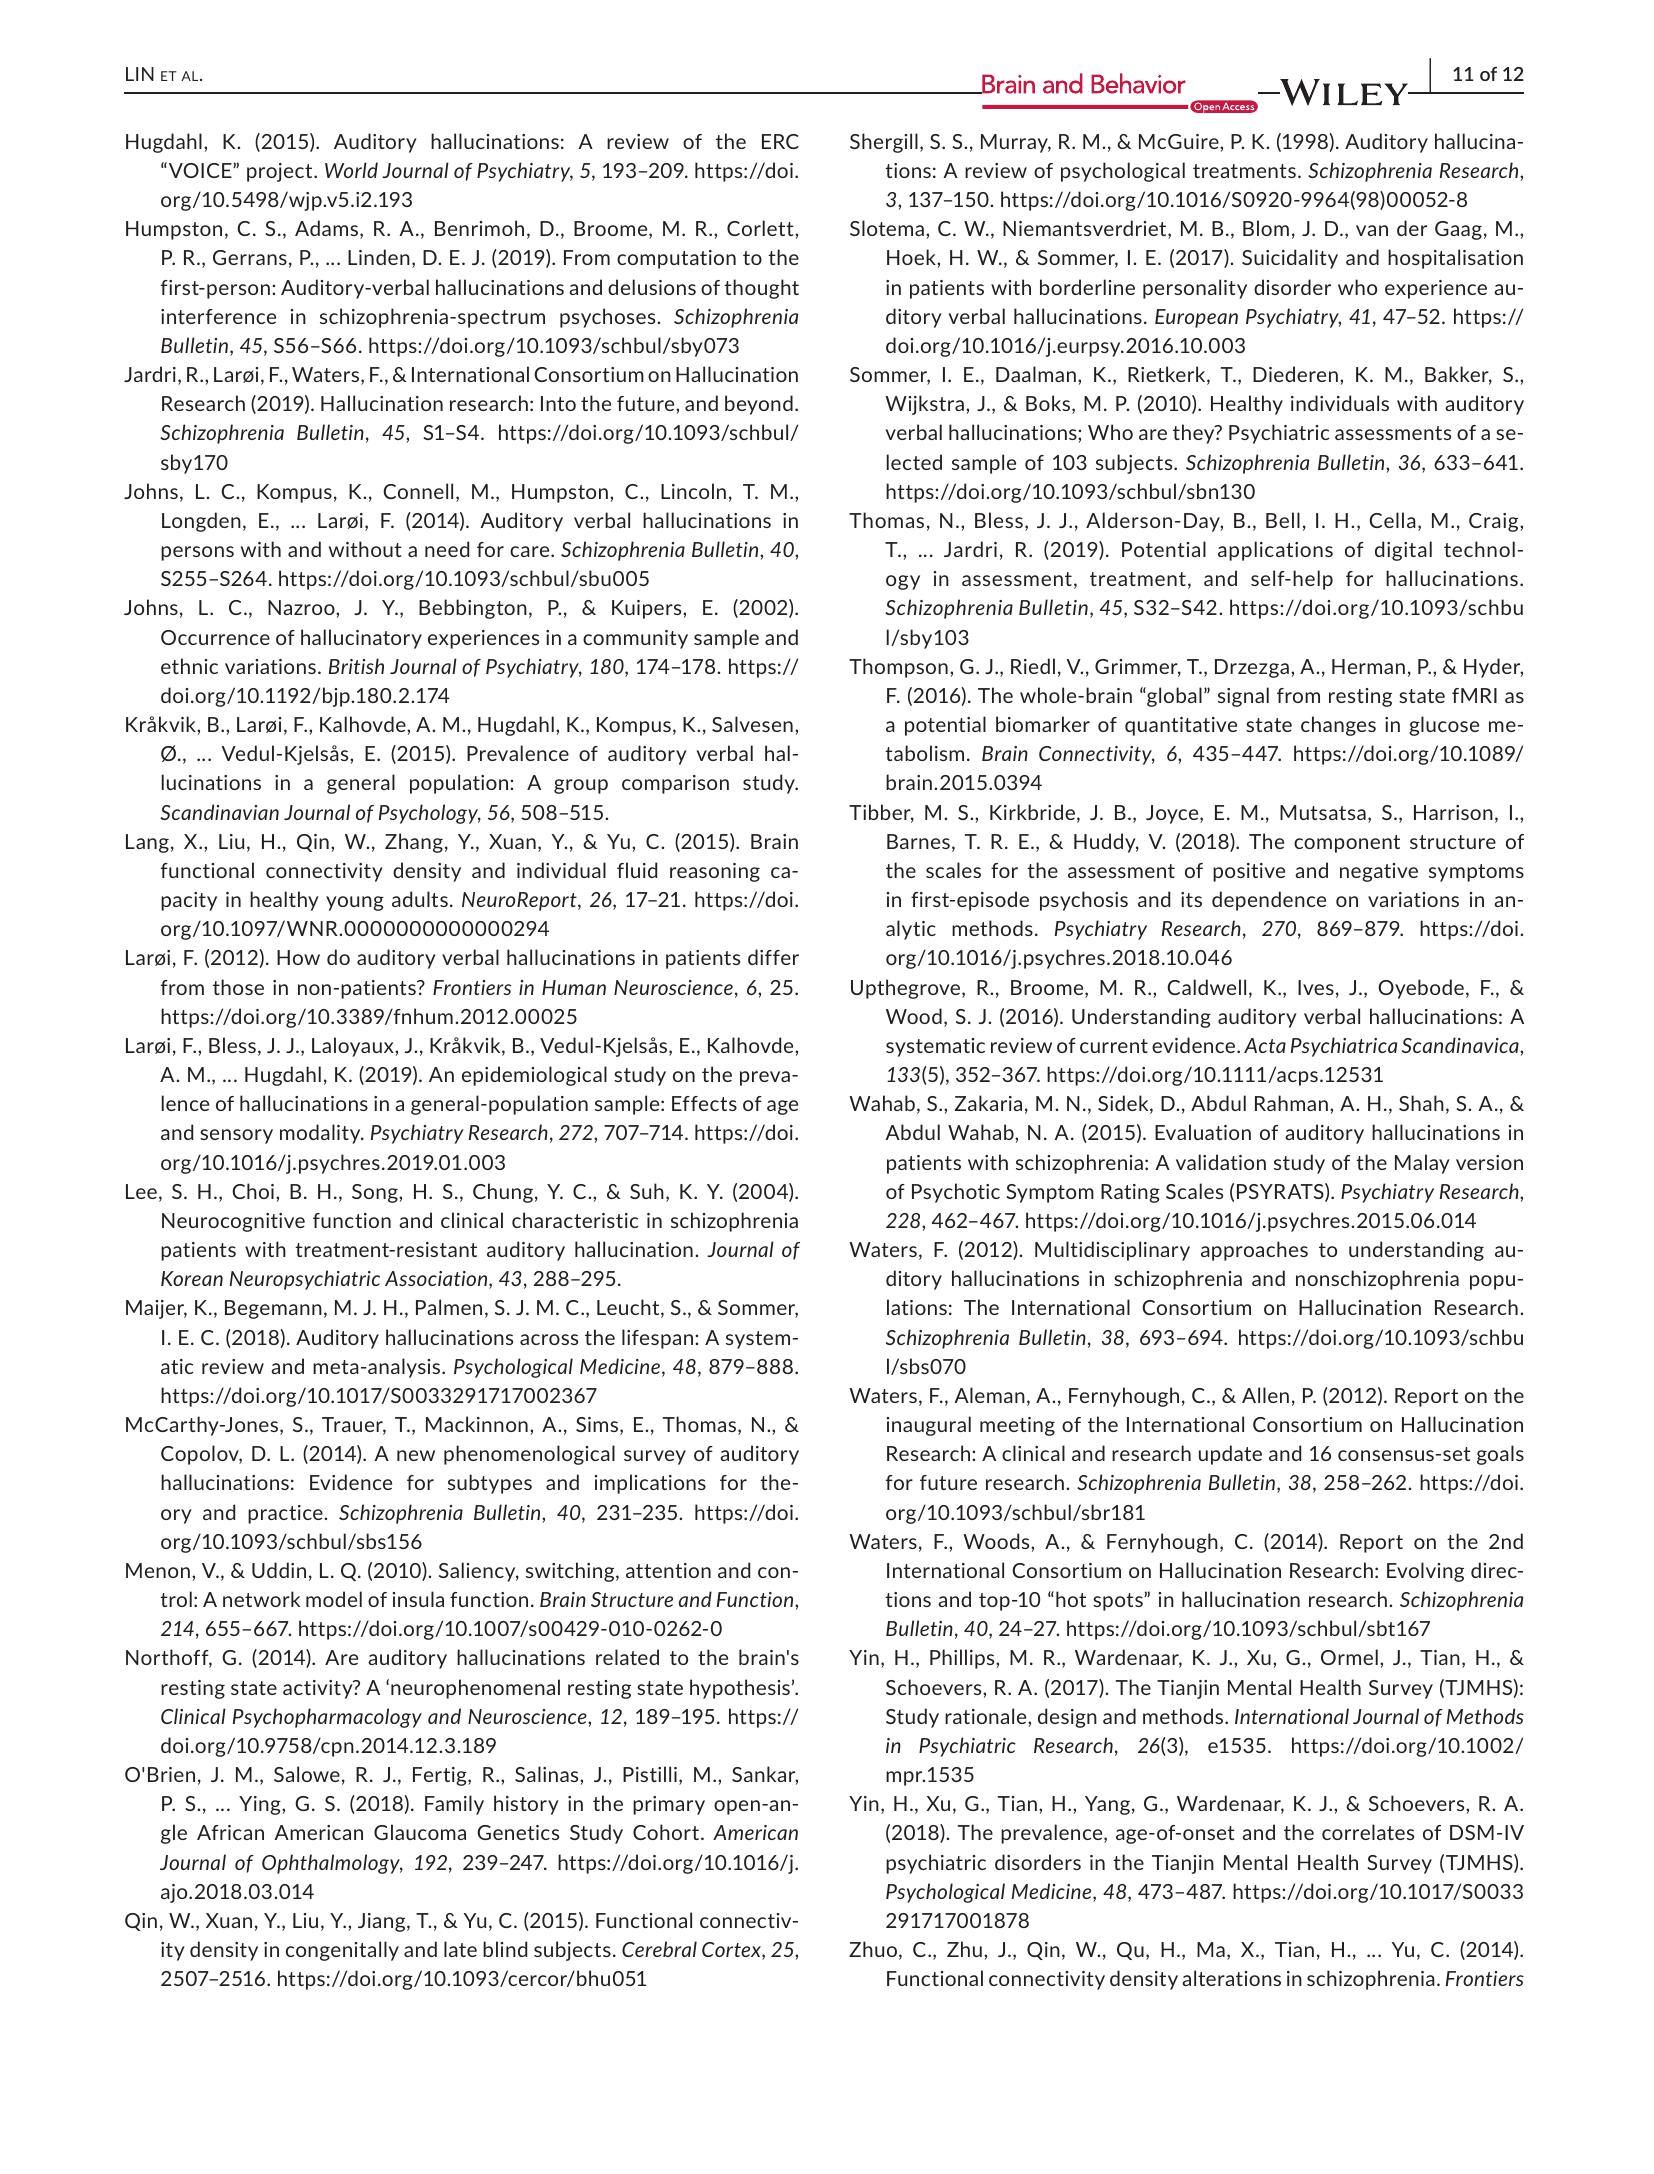 LIN ET AL.
Brain and Behavior
Open Access
WILEY
11 of 12
Hugdahl, K. (2015). Auditory hallucinations: A review of the ERC
“VOICE” project. World Journal of Psychiatry, 5, 193–209. https://doi.
org/10.5498/wjp.v5.i2.193
Humpston, C. S., Adams, R. A., Benrimoh, D., Broome, M. R., Corlett,
P. R., Gerrans, P., ... Linden, D. E. J. (2019). From computation to the
first-person: Auditory-verbal hallucinations and delusions of thought
interference in schizophrenia-spectrum psychoses. Schizophrenia
Bulletin, 45, S56–S66. https://doi.org/10.1093/schbul/sby073
Jardri, R., Larøi, F., Waters, F., & International Consortium on Hallucination
Research (2019). Hallucination research: Into the future, and beyond.
Schizophrenia Bulletin, 45, S1–S4. https://doi.org/10.1093/schbul/
sby170
Johns, L. C., Kompus, K., Connell, M., Humpston, C., Lincoln, T. M.,
Longden, E., ... Larøi, F. (2014). Auditory verbal hallucinations in
persons with and without a need for care. Schizophrenia Bulletin, 40,
S255–S264. https://doi.org/10.1093/schbul/sbu005
Johns, L. C., Nazroo, J. Y., Bebbington, P., & Kuipers, E. (2002).
Occurrence of hallucinatory experiences in a community sample and
ethnic variations. British Journal of Psychiatry, 180, 174–178. https://
doi.org/10.1192/bjp.180.2.174
Kråkvik, B., Larøi, F., Kalhovde, A. M., Hugdahl, K., Kompus, K., Salvesen,
Ø., ... Vedul-Kjelsås, E. (2015). Prevalence of auditory verbal hal-
lucinations in a general population: A group comparison study.
Scandinavian Journal of Psychology, 56, 508–515.
Lang, X., Liu, H., Qin, W., Zhang, Y., Xuan, Y., & Yu, C. (2015). Brain
functional connectivity density and individual fluid reasoning ca-
pacity in healthy young adults. NeuroReport, 26, 17–21. https://doi.
org/10.1097/WNR.0000000000000294
Larøi, F. (2012). How do auditory verbal hallucinations in patients differ
from those in non-patients? Frontiers in Human Neuroscience, 6, 25.
https://doi.org/10.3389/fnhum.2012.00025
Larøi, F., Bless, J. J., Laloyaux, J., Kråkvik, B., Vedul-Kjelsås, E., Kalhovde,
A. M., ... Hugdahl, K. (2019). An epidemiological study on the preva-
lence of hallucinations in a general-population sample: Effects of age
and sensory modality. Psychiatry Research, 272, 707–714. https://doi.
org/10.1016/j.psychres.2019.01.003
Lee, S. H., Choi, B. H., Song, H. S., Chung, Y. C., & Suh, K. Y. (2004).
Neurocognitive function and clinical characteristic in schizophrenia
patients with treatment-resistant auditory hallucination. Journal of
Korean Neuropsychiatric Association, 43, 288–295.
Maijer, K., Begemann, M. J. H., Palmen, S. J. M. C., Leucht, S., & Sommer,
I. E. C. (2018). Auditory hallucinations across the lifespan: A system-
atic review and meta-analysis. Psychological Medicine, 48, 879–888.
https://doi.org/10.1017/S0033291717002367
McCarthy-Jones, S., Trauer, T., Mackinnon, A., Sims, E., Thomas, N., &
Copolov, D. L. (2014). A new phenomenological survey of auditory
hallucinations: Evidence for subtypes and implications for the-
ory and practice. Schizophrenia Bulletin, 40, 231–235. https://doi.
org/10.1093/schbul/sbs156
Menon, V., & Uddin, L. Q. (2010). Saliency, switching, attention and con-
trol: A network model of insula function. Brain Structure and Function,
214, 655–667. https://doi.org/10.1007/s00429-010-0262-0
Northoff, G. (2014). Are auditory hallucinations related to the brain's
resting state activity? A ‘neurophenomenal resting state hypothesis’.
Clinical Psychopharmacology and Neuroscience, 12, 189–195. https://
doi.org/10.9758/cpn.2014.12.3.189
O'Brien, J. M., Salowe, R. J., Fertig, R., Salinas, J., Pistilli, M., Sankar,
P. S., ... Ying, G. S. (2018). Family history in the primary open-an-
gle African American Glaucoma Genetics Study Cohort. American
Journal of Ophthalmology, 192, 239–247. https://doi.org/10.1016/j.
ajo.2018.03.014
Qin, W., Xuan, Y., Liu, Y., Jiang, T., & Yu, C. (2015). Functional connectiv-
ity density in congenitally and late blind subjects. Cerebral Cortex, 25,
2507–2516. https://doi.org/10.1093/cercor/bhu051
Shergill, S. S., Murray, R. M., & McGuire, P. K. (1998). Auditory hallucina-
tions: A review of psychological treatments. Schizophrenia Research,
3, 137–150. https://doi.org/10.1016/S0920-9964(98)00052-8
Slotema, C. W., Niemantsverdriet, M. B., Blom, J. D., van der Gaag, M.,
Hoek, H. W., & Sommer, I. E. (2017). Suicidality and hospitalisation
in patients with borderline personality disorder who experience au-
ditory verbal hallucinations. European Psychiatry, 41, 47–52. https://
doi.org/10.1016/j.eurpsy.2016.10.003
Sommer, I. E., Daalman, K., Rietkerk, T., Diederen, K. M., Bakker, S.,
Wijkstra, J., & Boks, M. P. (2010). Healthy individuals with auditory
verbal hallucinations; Who are they? Psychiatric assessments of a se-
lected sample of 103 subjects. Schizophrenia Bulletin, 36, 633–641.
https://doi.org/10.1093/schbul/sbn130
Thomas, N., Bless, J. J., Alderson-Day, B., Bell, I. H., Cella, M., Craig,
T., ... Jardri, R. (2019). Potential applications of digital technol-
ogy in assessment, treatment, and self-help for hallucinations.
Schizophrenia Bulletin, 45, S32–S42. https://doi.org/10.1093/schbu
l/sby103
Thompson, G. J., Riedl, V., Grimmer, T., Drzezga, A., Herman, P., & Hyder,
F. (2016). The whole-brain “global” signal from resting state fMRI as
a potential biomarker of quantitative state changes in glucose me-
tabolism. Brain Connectivity, 6, 435–447. https://doi.org/10.1089/
brain.2015.0394
Tibber, M. S., Kirkbride, J. B., Joyce, E. M., Mutsatsa, S., Harrison, I.,
Barnes, T. R. E., & Huddy, V. (2018). The component structure of
the scales for the assessment of positive and negative symptoms
in first-episode psychosis and its dependence on variations in an-
alytic methods. Psychiatry Research, 270, 869–879. https://doi.
org/10.1016/j.psychres.2018.10.046
Upthegrove, R., Broome, M. R., Caldwell, K., Ives, J., Oyebode, F., &
Wood, S. J. (2016). Understanding auditory verbal hallucinations: A
systematic review of current evidence. Acta Psychiatrica Scandinavica,
133(5), 352–367. https://doi.org/10.1111/acps.12531
Wahab, S., Zakaria, M. N., Sidek, D., Abdul Rahman, A. H., Shah, S. A., &
Abdul Wahab, N. A. (2015). Evaluation of auditory hallucinations in
patients with schizophrenia: A validation study of the Malay version
of Psychotic Symptom Rating Scales (PSYRATS). Psychiatry Research,
228, 462–467. https://doi.org/10.1016/j.psychres.2015.06.014
Waters, F. (2012). Multidisciplinary approaches to understanding au-
ditory hallucinations in schizophrenia and nonschizophrenia popu-
lations: The International Consortium on Hallucination Research.
Schizophrenia Bulletin, 38, 693–694. https://doi.org/10.1093/schbu
l/sbs070
Waters, F., Aleman, A., Fernyhough, C., & Allen, P. (2012). Report on the
inaugural meeting of the International Consortium on Hallucination
Research: A clinical and research update and 16 consensus-set goals
for future research. Schizophrenia Bulletin, 38, 258–262. https://doi.
org/10.1093/schbul/sbr181
Waters, F., Woods, A., & Fernyhough, C. (2014). Report on the 2nd
International Consortium on Hallucination Research: Evolving direc-
tions and top-10 “hot spots” in hallucination research. Schizophrenia
Bulletin, 40, 24–27. https://doi.org/10.1093/schbul/sbt167
Yin, H., Phillips, M. R., Wardenaar, K. J., Xu, G., Ormel, J., Tian, H., &
Schoevers, R. A. (2017). The Tianjin Mental Health Survey (TJMHS):
Study rationale, design and methods. International Journal of Methods
in Psychiatric Research, 26(3), e1535. https://doi.org/10.1002/
mpr.1535
Yin, H., Xu, G., Tian, H., Yang, G., Wardenaar, K. J., & Schoevers, R. A.
(2018). The prevalence, age-of-onset and the correlates of DSM-IV
psychiatric disorders in the Tianjin Mental Health Survey (TJMHS).
Psychological Medicine, 48, 473–487. https://doi.org/10.1017/S0033
291717001878
Zhuo, C., Zhu, J., Qin, W., Qu, H., Ma, X., Tian, H., ... Yu, C. (2014).
Functional connectivity density alterations in schizophrenia. Frontiers